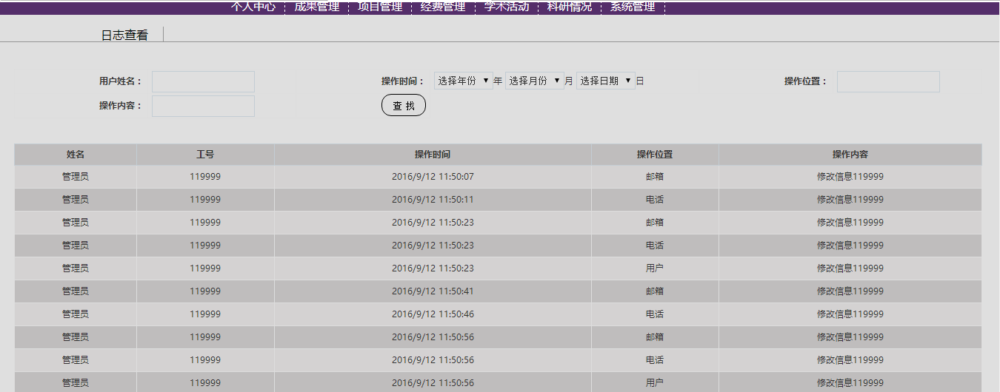 个人中心 成果管理 项目管理 经费管理 学术活动 科研情况 系统管理
日志查看
用户姓名： 操作时间： 选择年份 年 选择月份 月 选择日期 日 操作位置：
操作内容： 查 找
姓名 工号 操作时间 操作位置 操作内容
管理员 119999 2016/9/12 11:50:07 邮箱 修改信息119999
管理员 119999 2016/9/12 11:50:11 电话 修改信息119999
管理员 119999 2016/9/12 11:50:23 邮箱 修改信息119999
管理员 119999 2016/9/12 11:50:23 电话 修改信息119999
管理员 119999 2016/9/12 11:50:23 用户 修改信息119999
管理员 119999 2016/9/12 11:50:41 邮箱 修改信息119999
管理员 119999 2016/9/12 11:50:46 电话 修改信息119999
管理员 119999 2016/9/12 11:50:56 邮箱 修改信息119999
管理员 119999 2016/9/12 11:50:56 电话 修改信息119999
管理员 119999 2016/9/12 11:50:56 用户 修改信息119999